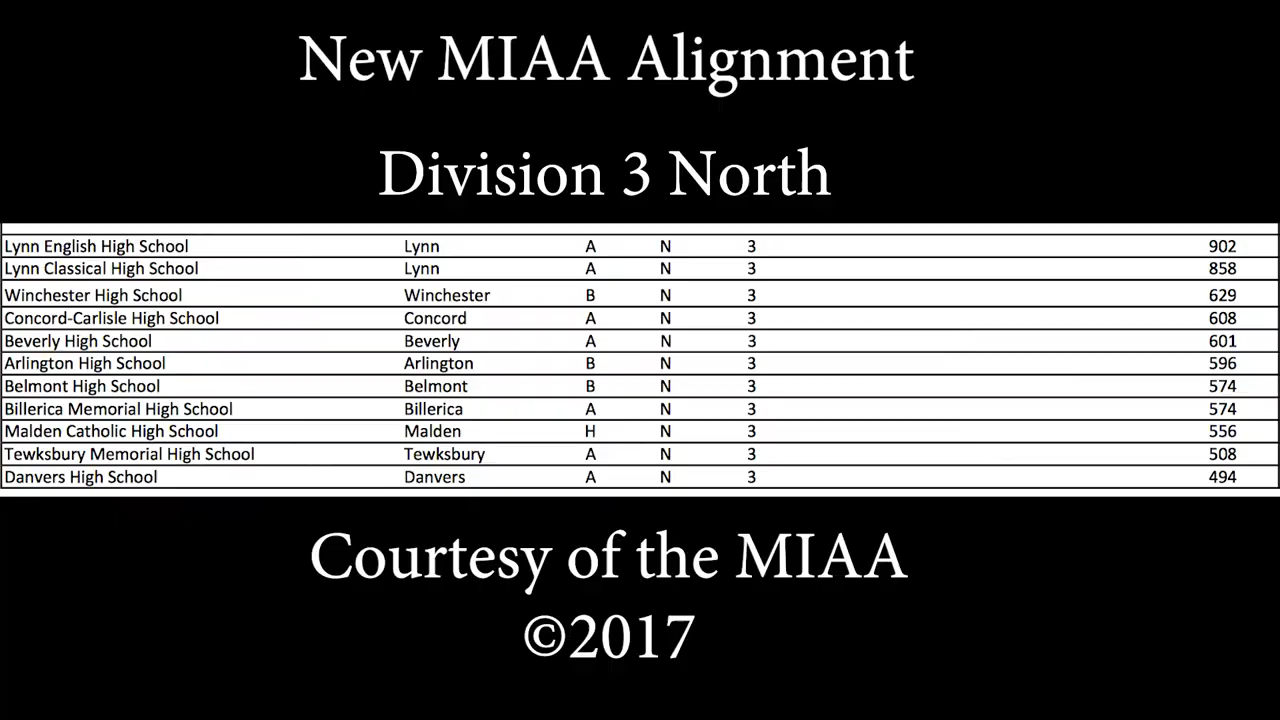 New MIAA Alignment
Division 3 North
Lynn English High School Lynn A N 3 902
Lynn Classical High School Lynn A N 3 858
Winchester High School Winchester B N 3 629
Concord-Carlisle High School Concord A N 3 608
Beverly High School Beverly A N 3 601
Arlington High School Arlington B N 3 596
Belmont High School Belmont B N 3 574
Billerica Memorial High School Billerica A N 3 574
Malden Catholic High School Malden H N 3 556
Tewksbury Memorial High School Tewksbury A N 3 508
Danvers High School Danvers A N 3 494
Courtesy of the MIAA
©2017